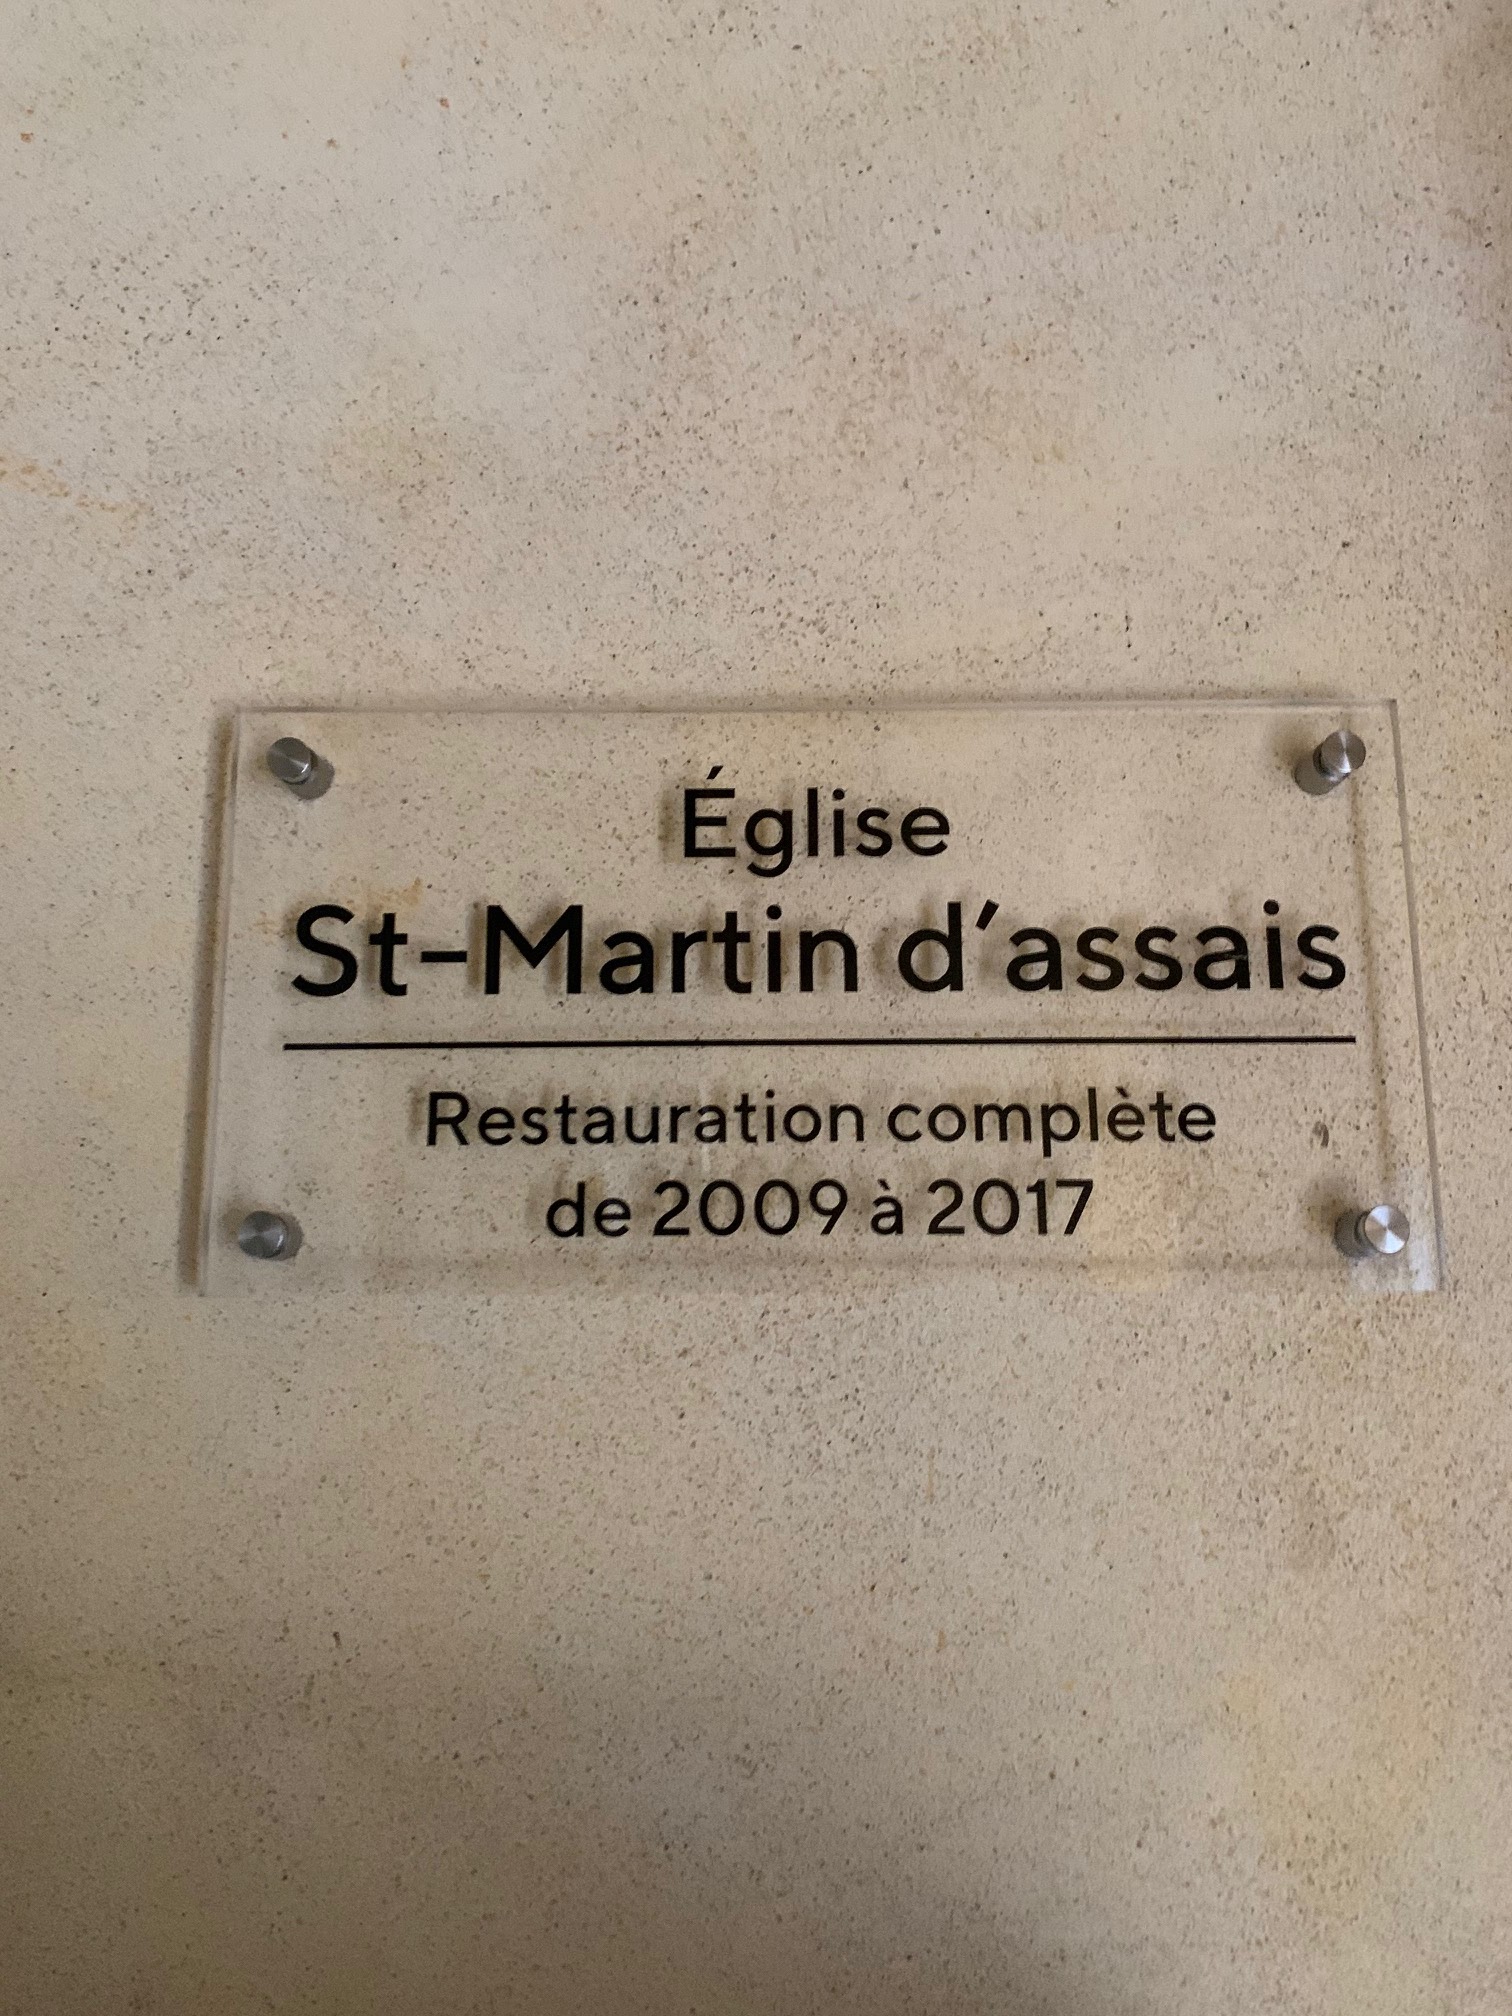 Église
St-Martin d'assais
Restauration complète
de 2009 à 2017